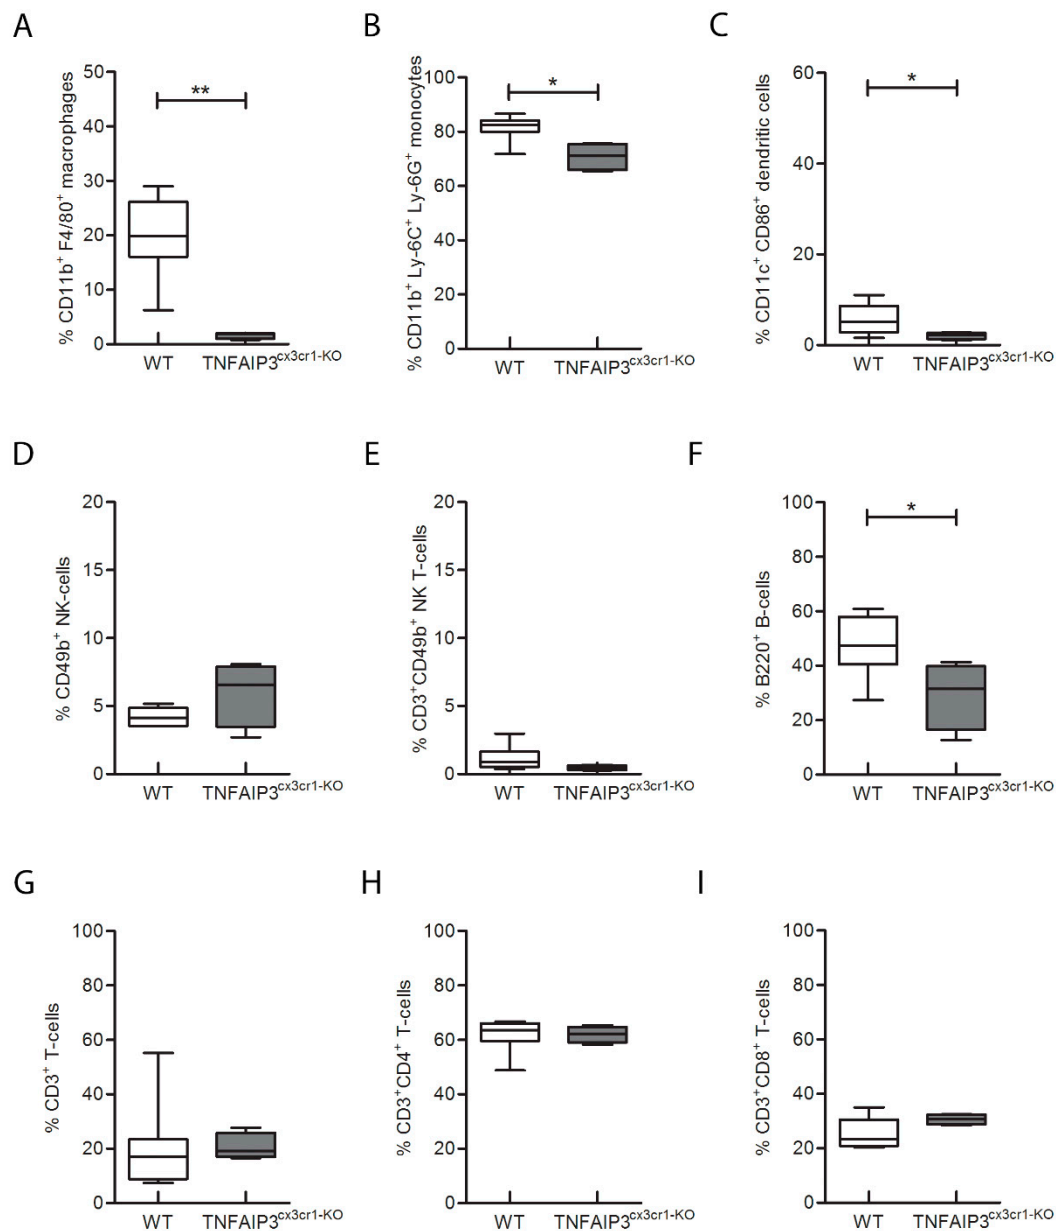 A
B
C
% CD11b⁺ F4/80⁺ macrophages
50
40
30
20
10
0
**
WT
TNFAIP3ᶜˣ³ᶜʳ¹⁻ᴷᴼ
% CD11b⁺ Ly-6C⁺ Ly-6G⁺ monocytes
100
80
60
40
20
0
*
WT
TNFAIP3ᶜˣ³ᶜʳ¹⁻ᴷᴼ
% CD11c⁺ CD86⁺ dendritic cells
60
40
20
0
*
WT
TNFAIP3ᶜˣ³ᶜʳ¹⁻ᴷᴼ
D
E
F
% CD49b⁺ NK-cells
20
15
10
5
0
WT
TNFAIP3ᶜˣ³ᶜʳ¹⁻ᴷᴼ
% CD3⁺CD49b⁺ NK T-cells
20
15
10
5
0
WT
TNFAIP3ᶜˣ³ᶜʳ¹⁻ᴷᴼ
% B220⁺ B-cells
100
80
60
40
20
0
*
WT
TNFAIP3ᶜˣ³ᶜʳ¹⁻ᴷᴼ
G
H
I
% CD3⁺ T-cells
100
80
60
40
20
0
WT
TNFAIP3ᶜˣ³ᶜʳ¹⁻ᴷᴼ
% CD3⁺CD4⁺ T-cells
100
80
60
40
20
0
WT
TNFAIP3ᶜˣ³ᶜʳ¹⁻ᴷᴼ
% CD3⁺CD8⁺ T-cells
100
80
60
40
20
0
WT
TNFAIP3ᶜˣ³ᶜʳ¹⁻ᴷᴼ